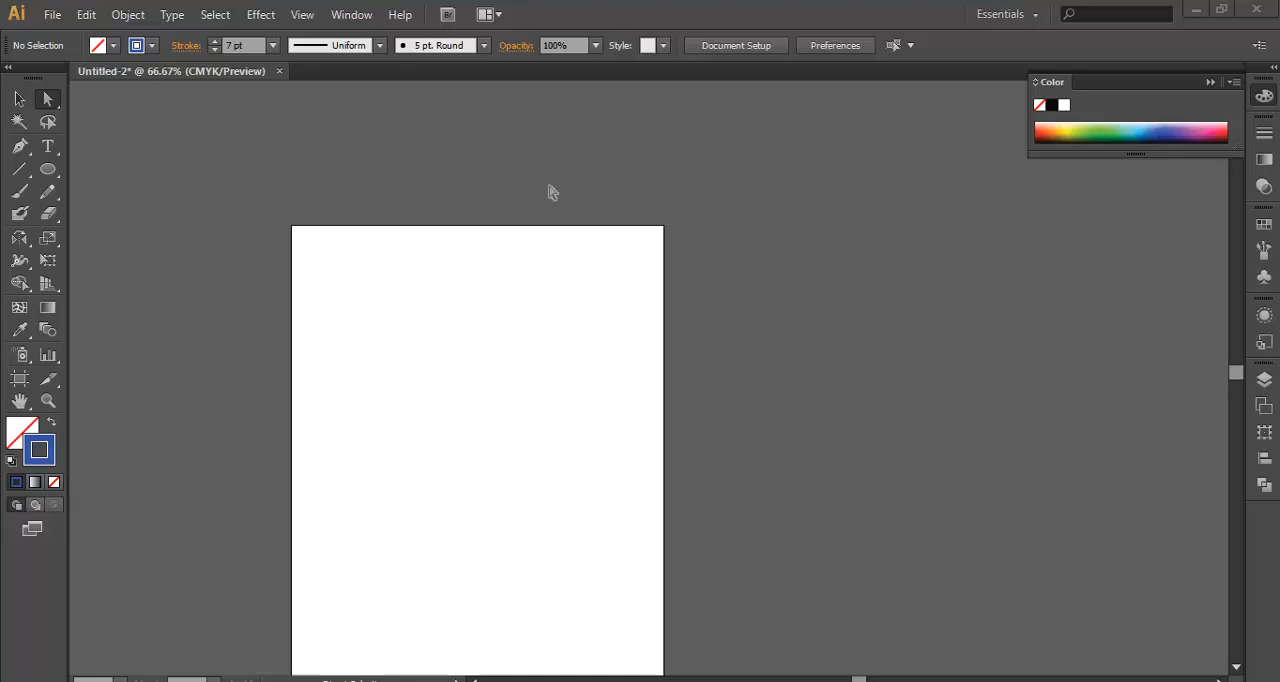 Ai File Edit Object Type Select Effect View Window Help Br Essentials
No Selection Stroke: 7 pt Uniform 5 pt. Round Opacity: 100% Style: Document Setup Preferences
Untitled-2* @ 66.67% (CMYK/Preview) ×
Color
T